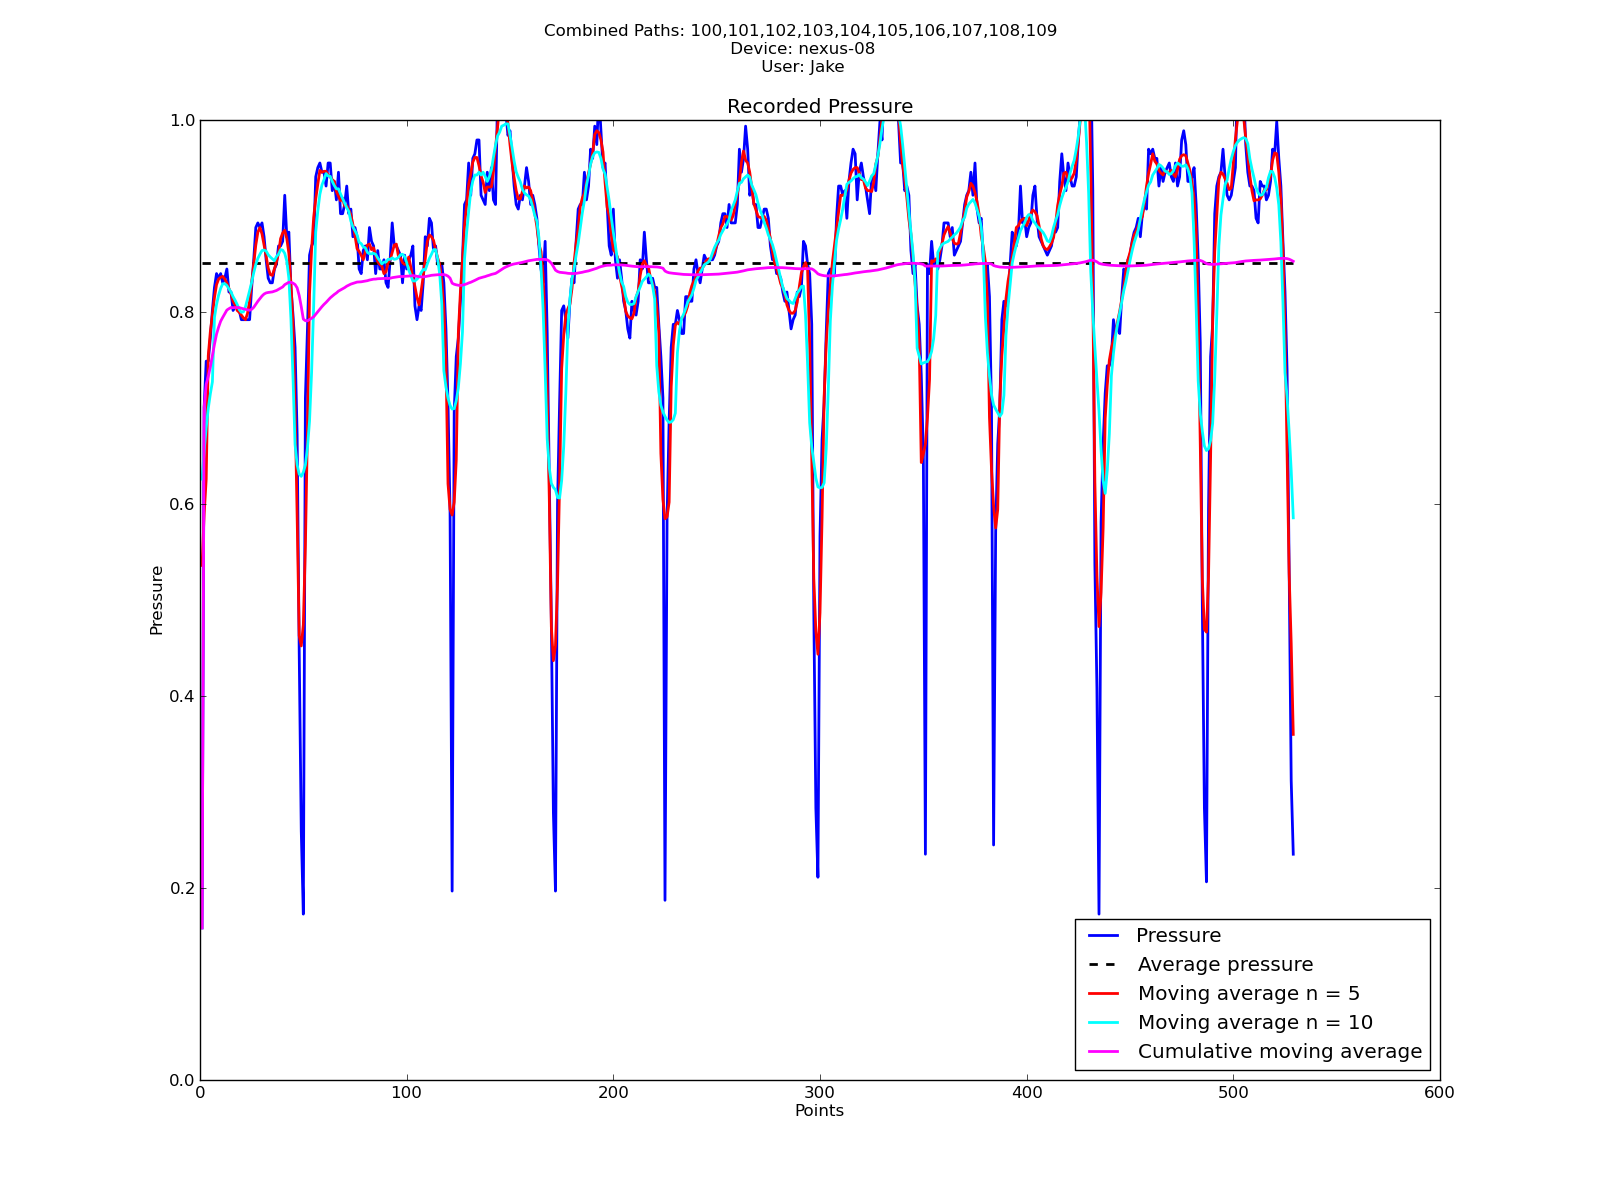 Combined Paths: 100,101,102,103,104,105,106,107,108,109
Device: nexus-08
User: Jake
Recorded Pressure
1.0
0.8
0.6
0.4
0.2
0.0
Pressure
0 100 200 300 400 500 600
Points
Pressure
Average pressure
Moving average n = 5
Moving average n = 10
Cumulative moving average